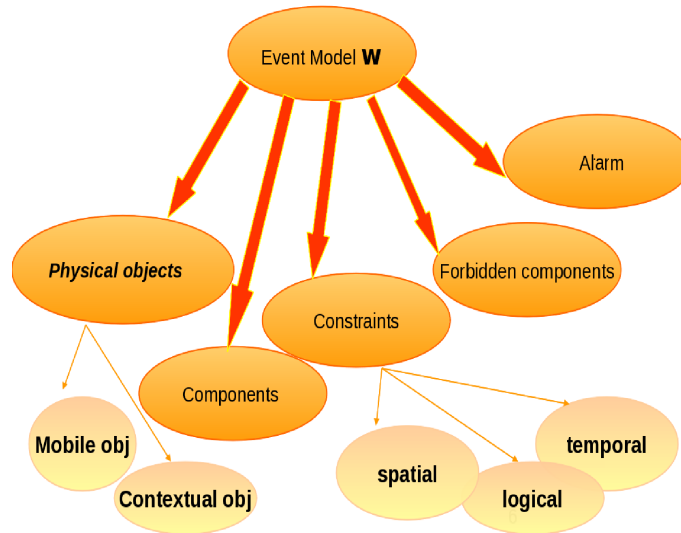 Event Model W
Alarm
Physical objects
Forbidden components
Constraints
Components
Mobile obj
Contextual obj
spatial
logical
temporal